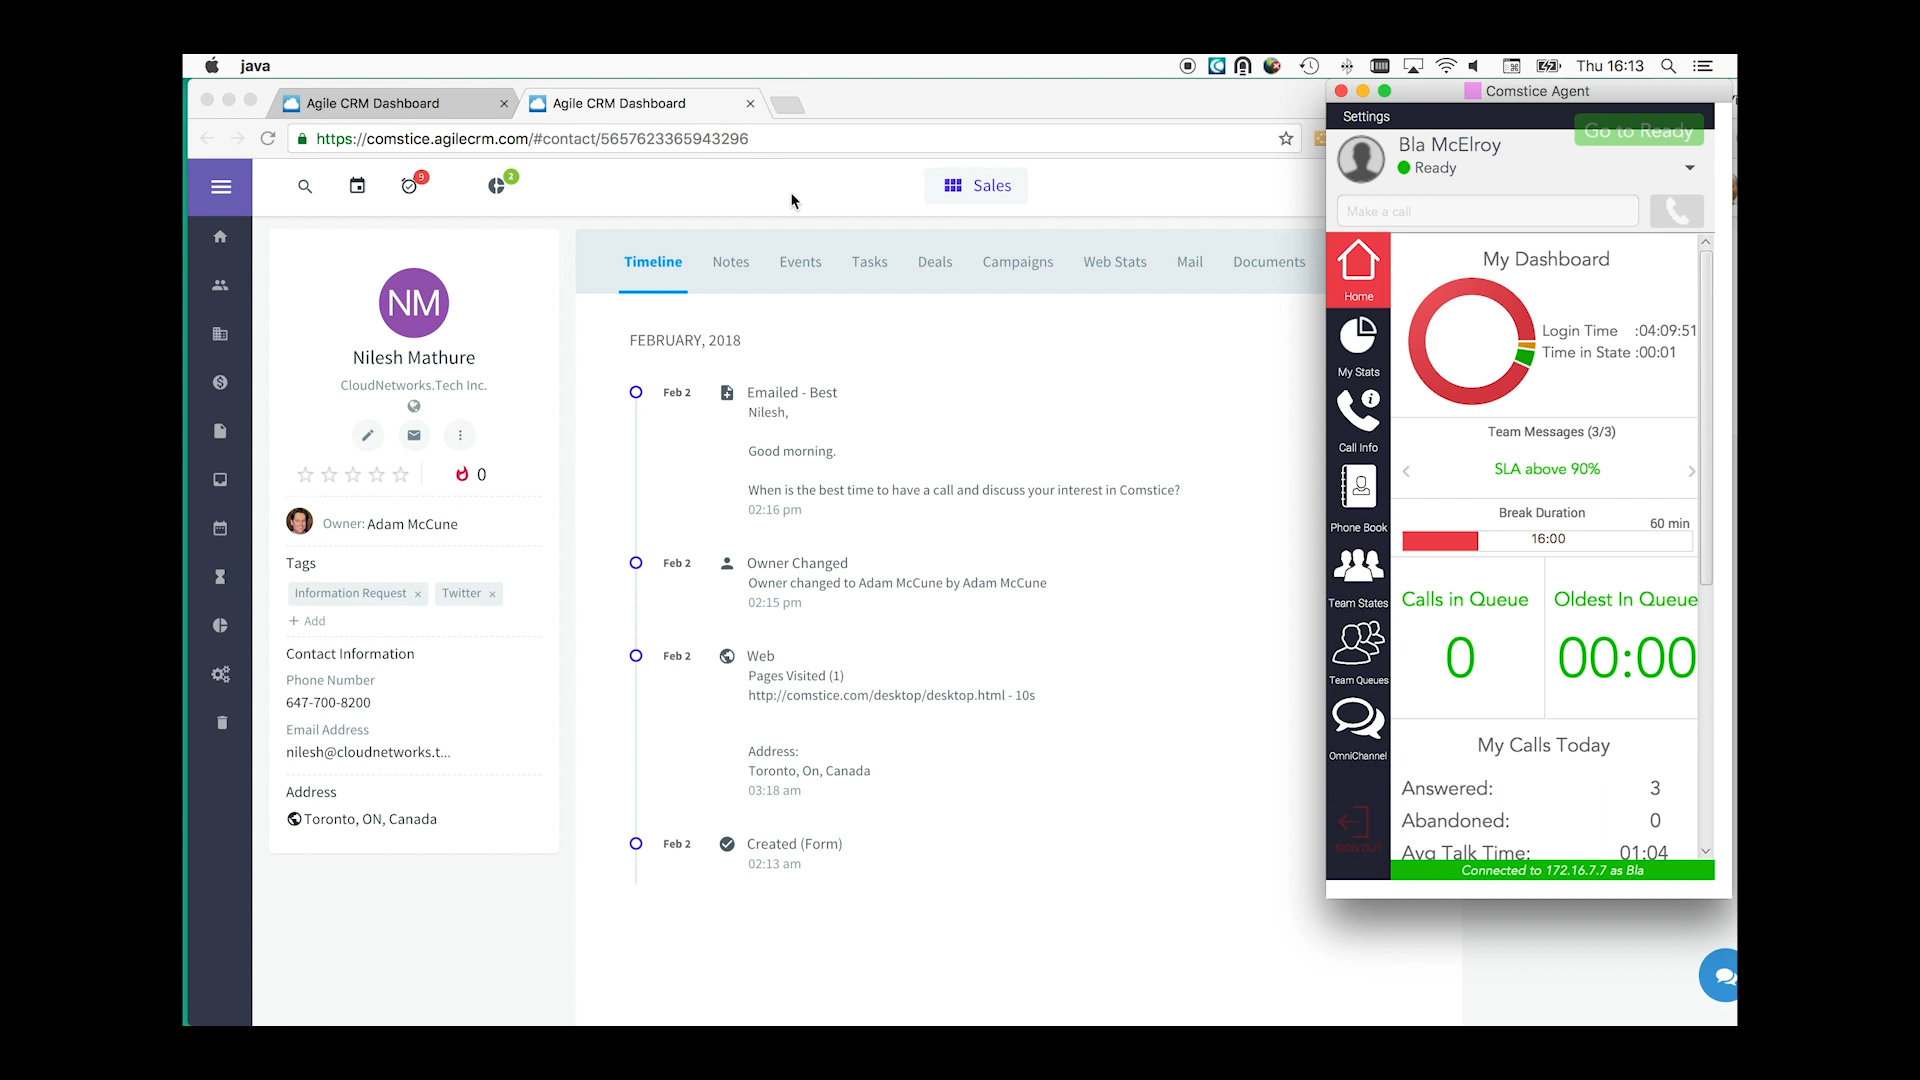 java
Thu 16:13
Agile CRM Dashboard
Agile CRM Dashboard
https://comstice.agilecrm.com/#contact/5657623365943296
9
2
Sales
NM
Nilesh Mathure
CloudNetworks.Tech Inc.
0
Owner: Adam McCune
Tags
Information Request ×
Twitter ×
+ Add
Contact Information
Phone Number
647-700-8200
Email Address
nilesh@cloudnetworks.t...
Address
Toronto, ON, Canada
Timeline
Notes
Events
Tasks
Deals
Campaigns
Web Stats
Mail
Documents
FEBRUARY, 2018
Feb 2
Emailed - Best
Nilesh,
Good morning.
When is the best time to have a call and discuss your interest in Comstice?
02:16 pm
Feb 2
Owner Changed
Owner changed to Adam McCune by Adam McCune
02:15 pm
Feb 2
Web
Pages Visited (1)
http://comstice.com/desktop/desktop.html - 10s
Address:
Toronto, On, Canada
03:18 am
Feb 2
Created (Form)
02:13 am
Comstice Agent
Settings
Go to Ready
Bla McElroy
Ready
Make a call
Home
My Stats
Call Info
Phone Book
Team States
Team Queues
OmniChannel
SIGN OUT
My Dashboard
Login Time :04:09:51
Time in State :00:01
Team Messages (3/3)
SLA above 90%
Break Duration
60 min
16:00
Calls in Queue
0
Oldest In Queue
00:00
My Calls Today
Answered: 3
Abandoned: 0
Avg Talk Time: 01:04
Connected to 172.16.7.7 as Bla